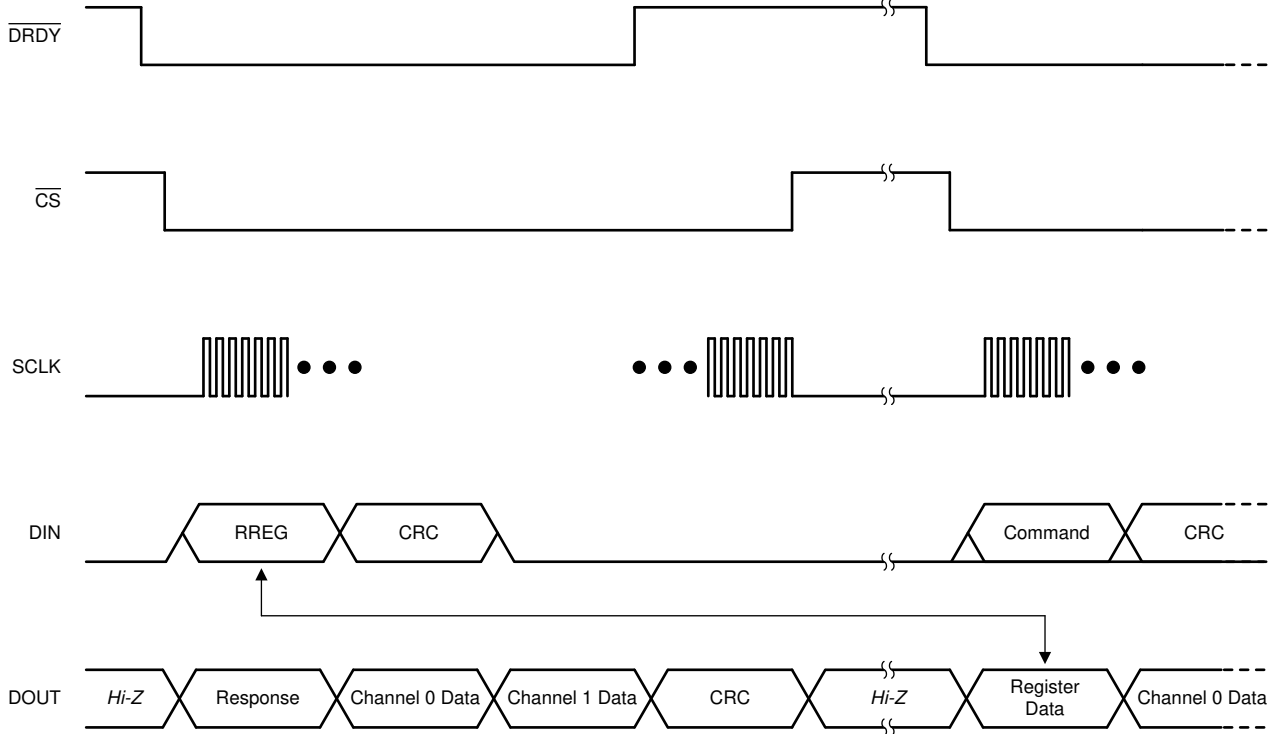 DRDY
CS
SCLK
DIN
RREG
CRC
Command
CRC
DOUT
Hi-Z
Response
Channel 0 Data
Channel 1 Data
CRC
Hi-Z
Register
Data
Channel 0 Data